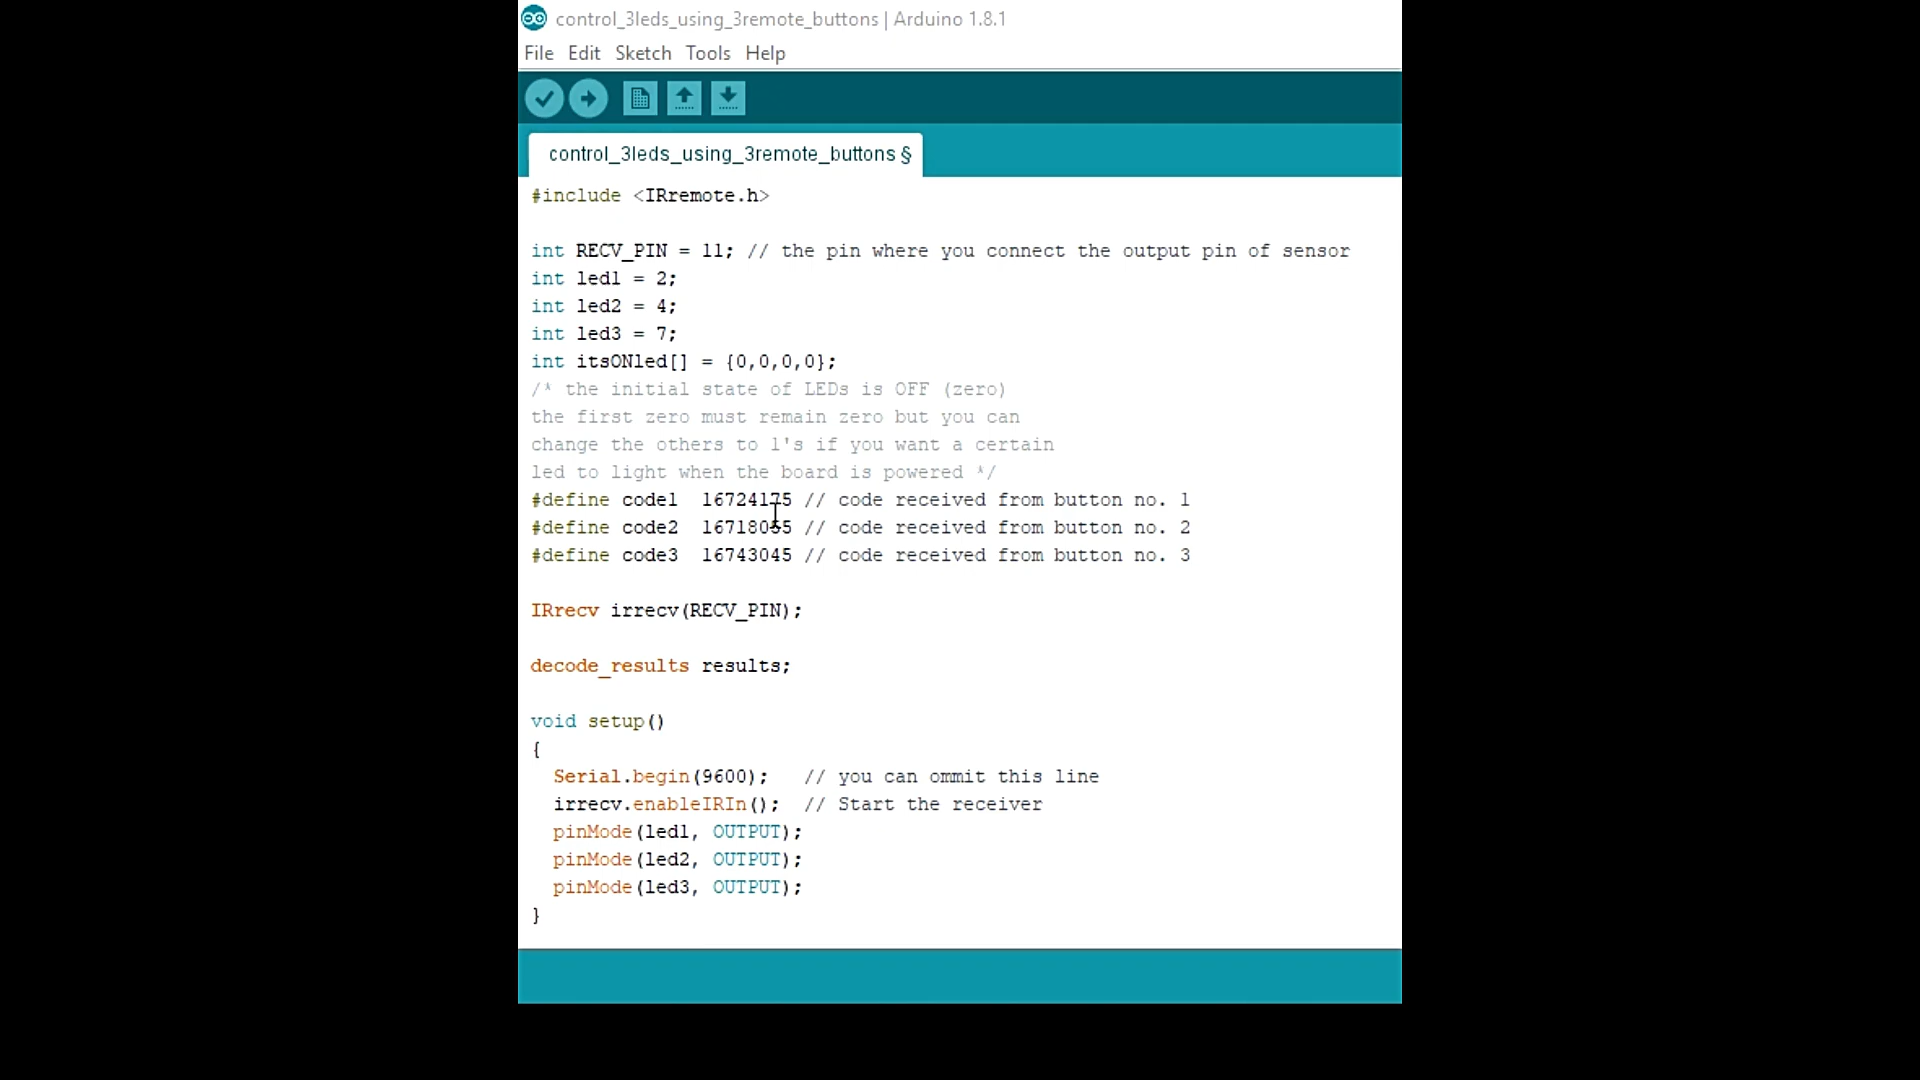 control_3leds_using_3remote_buttons | Arduino 1.8.1
File Edit Sketch Tools Help
control_3leds_using_3remote_buttons §
#include <IRremote.h>
int RECV_PIN = 11; // the pin where you connect the output pin of sensor
int led1 = 2;
int led2 = 4;
int led3 = 7;
int itsONled[] = {0,0,0,0};
/* the initial state of LEDs is OFF (zero)
the first zero must remain zero but you can
change the others to 1's if you want a certain
led to light when the board is powered */
#define code1  16724175 // code received from button no. 1
#define code2  16718055 // code received from button no. 2
#define code3  16743045 // code received from button no. 3
IRrecv irrecv(RECV_PIN);
decode_results results;
void setup()
{
  Serial.begin(9600);   // you can ommit this line
  irrecv.enableIRIn();  // Start the receiver
  pinMode(led1, OUTPUT);
  pinMode(led2, OUTPUT);
  pinMode(led3, OUTPUT);
}